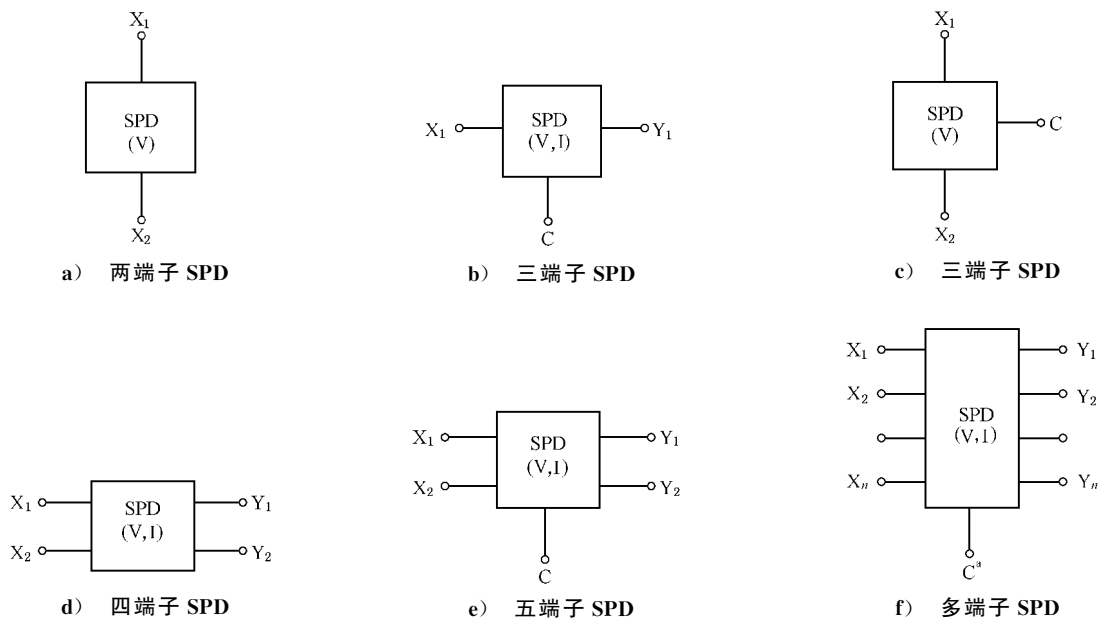 X₁
SPD
(V)
X₂
a) 两端子 SPD
X₁
SPD
(V,I)
Y₁
C
b) 三端子 SPD
X₁
SPD
(V)
C
X₂
c) 三端子 SPD
X₁
X₂
SPD
(V,I)
Y₁
Y₂
d) 四端子 SPD
X₁
X₂
SPD
(V,I)
Y₁
Y₂
C
e) 五端子 SPD
X₁
X₂
Xₙ
SPD
(V,I)
Y₁
Y₂
Yₙ
Cᵃ
f) 多端子 SPD